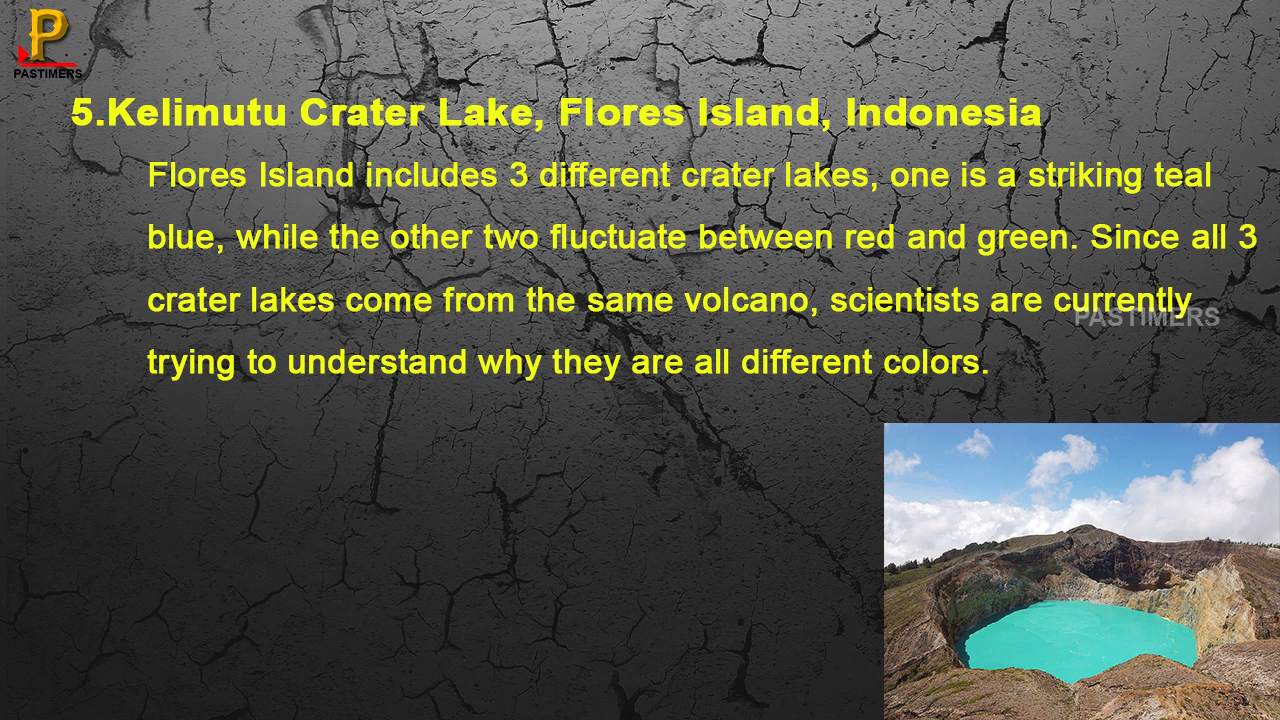 P
PASTIMERS
5.Kelimutu Crater Lake, Flores Island, Indonesia
Flores Island includes 3 different crater lakes, one is a striking teal
blue, while the other two fluctuate between red and green. Since all 3
crater lakes come from the same volcano, scientists are currently
PASTIMERS
trying to understand why they are all different colors.